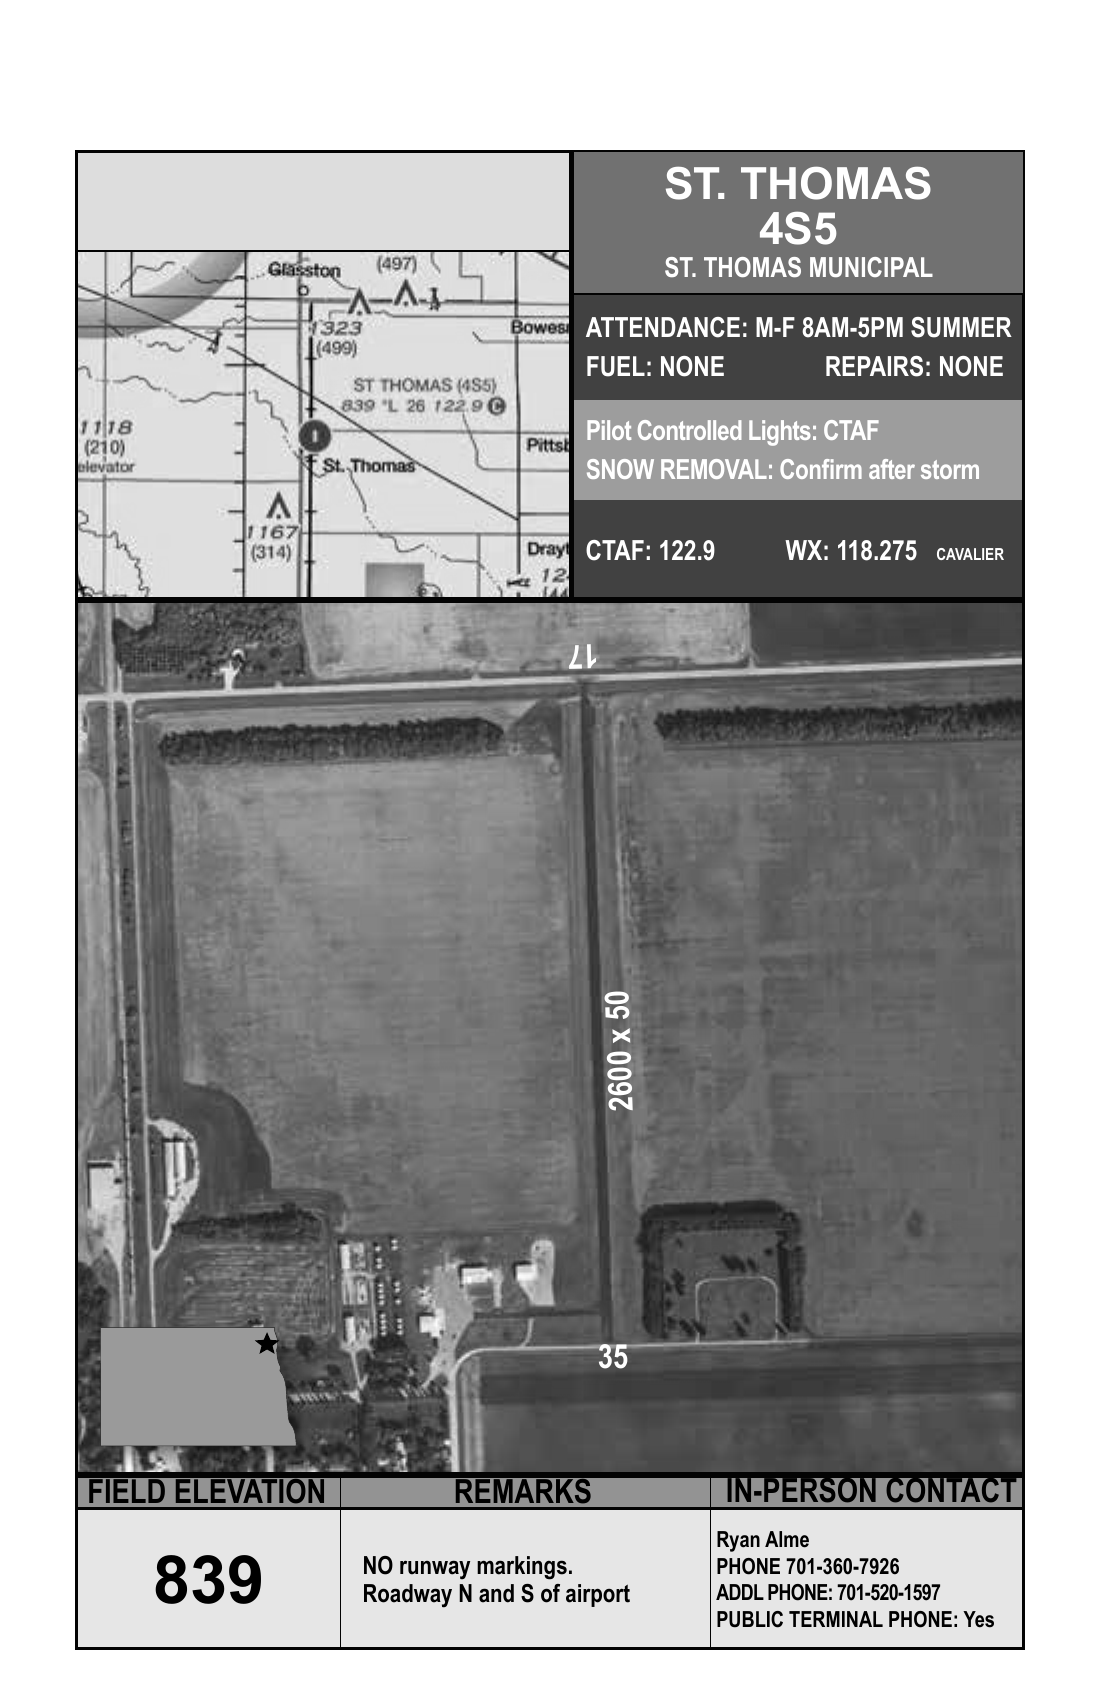 ST. THOMAS
4S5
ST. THOMAS MUNICIPAL
ATTENDANCE: M-F 8AM-5PM SUMMER
FUEL: NONE REPAIRS: NONE
Pilot Controlled Lights: CTAF
SNOW REMOVAL: Confirm after storm
CTAF: 122.9 WX: 118.275 CAVALIER
Glasston
(497)
1323
(499)
Bowesm
ST THOMAS (4S5)
839 *L 26 122.9 C
1118
(210)
elevator
Pittsb
St. Thomas
1167
(314)
Drayt
124
17
2600 x 50
35
FIELD ELEVATION REMARKS IN-PERSON CONTACT
839
NO runway markings.
Roadway N and S of airport
Ryan Alme
PHONE 701-360-7926
ADDL PHONE: 701-520-1597
PUBLIC TERMINAL PHONE: Yes